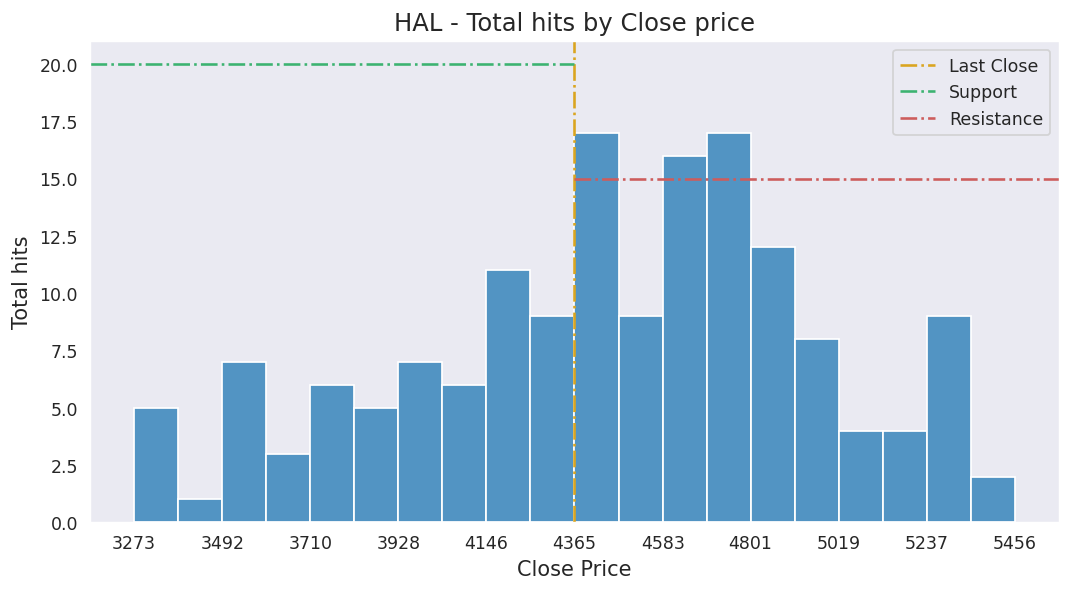 HAL - Total hits by Close price
Last Close
Support
Resistance
Total hits
20.0
17.5
15.0
12.5
10.0
7.5
5.0
2.5
0.0
3273 3492 3710 3928 4146 4365 4583 4801 5019 5237 5456
Close Price